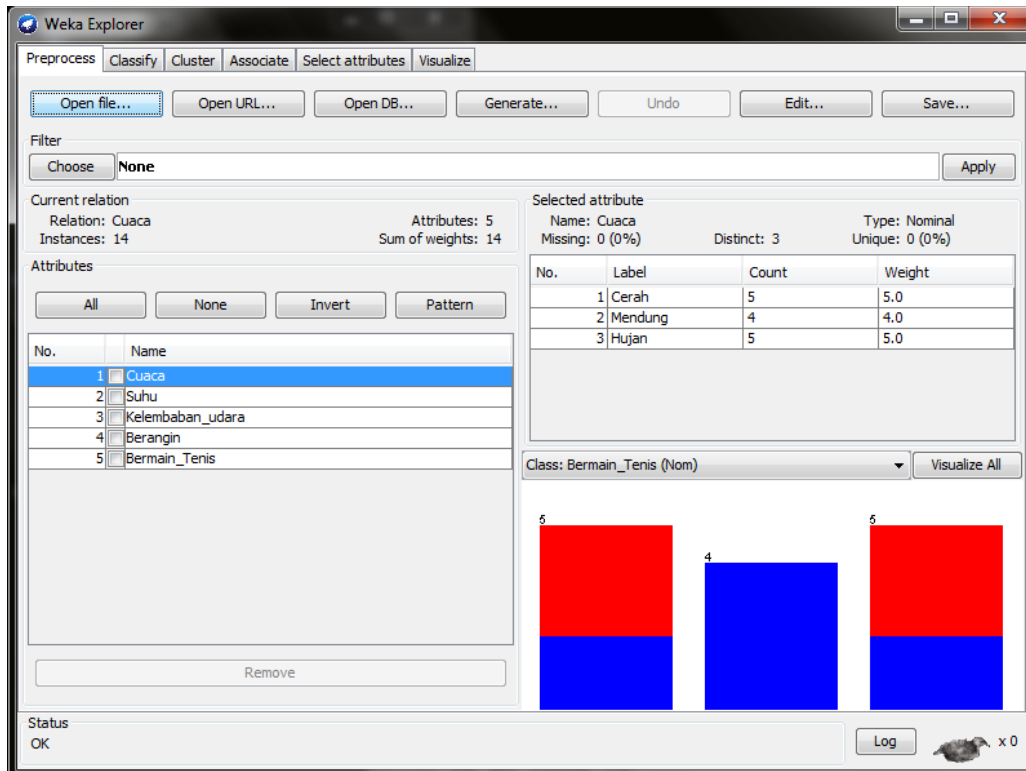 Weka Explorer
Preprocess Classify Cluster Associate Select attributes Visualize
Open file... Open URL... Open DB... Generate... Undo Edit... Save...
Filter
Choose None Apply
Current relation
Relation: Cuaca Attributes: 5
Instances: 14 Sum of weights: 14
Attributes
All None Invert Pattern
No. Name
1 Cuaca
2 Suhu
3 Kelembaban_udara
4 Berangin
5 Bermain_Tenis
Remove
Selected attribute
Name: Cuaca Type: Nominal
Missing: 0 (0%) Distinct: 3 Unique: 0 (0%)
No. Label Count Weight
1 Cerah 5 5.0
2 Mendung 4 4.0
3 Hujan 5 5.0
Class: Bermain_Tenis (Nom) Visualize All
5 4 5
Status
OK Log x 0